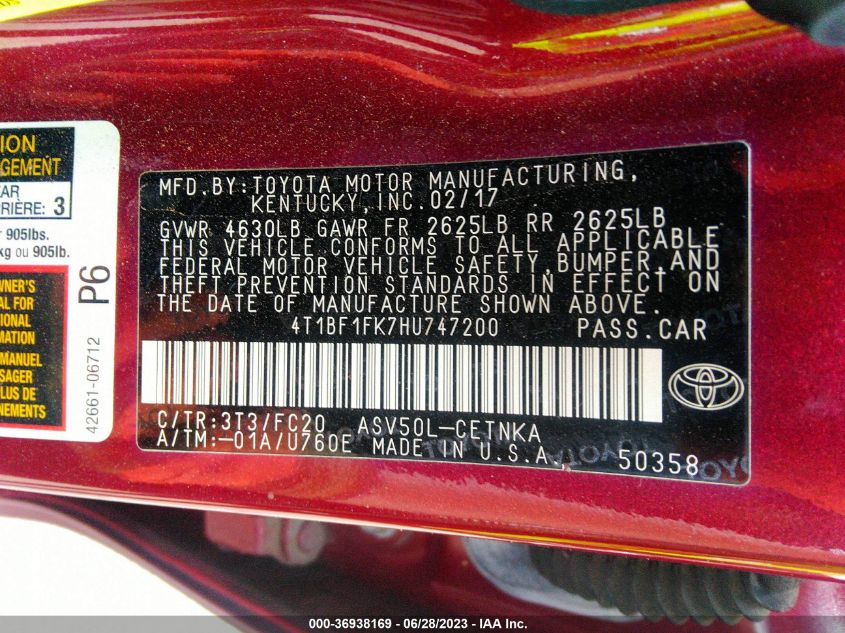 ION
GEMENT
AR
RRIÈRE: 3
r 905lbs.
kg ou 905lb.
WNER'S
AL FOR
TIONAL
RMATION
MANUEL
SAGER
PLUS DE
NEMENTS
P6
42661-06712
MFD.BY:TOYOTA MOTOR MANUFACTURING,
KENTUCKY,INC.02/17
GVWR 4630LB GAWR FR 2625LB RR 2625LB
THIS VEHICLE CONFORMS TO ALL APPLICABLE
FEDERAL MOTOR VEHICLE SAFETY,BUMPER,AND
THEFT PREVENTION STANDARDS IN EFFECT ON
THE DATE OF MANUFACTURE SHOWN ABOVE.
4T1BF1FK7HU747200 PASS.CAR
C/TR:3T3/FC20 ASV50L-CETNKA
A/TM:-01A/U760E MADE IN U.S.A. 50358
000-36938169 - 06/28/2023 - IAA Inc.